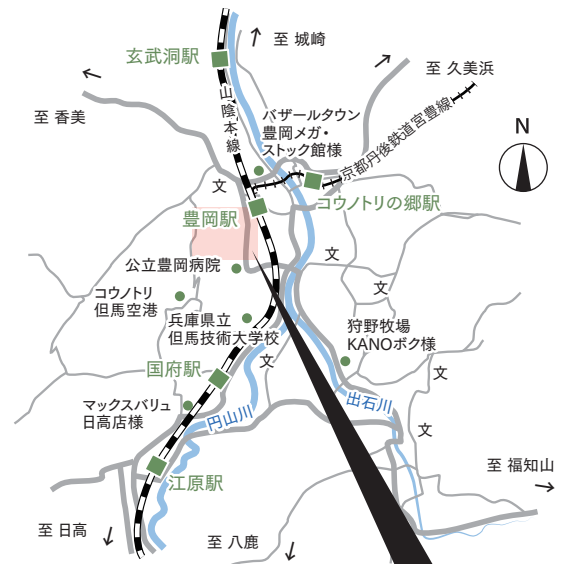 至 城崎
玄武洞駅
至 久美浜
至 香美
山陰本線
バザールタウン
豊岡メガ・
ストック館様
京都丹後鉄道宮豊線
N
文
コウノトリの郷駅
豊岡駅
文
公立豊岡病院
文
コウノトリ
但馬空港
兵庫県立
但馬技術大学校
狩野牧場
KANOボク様
文
国府駅
文
マックスバリュ
日高店様
円山川
出石川
文
至 福知山
江原駅
至 日高
至 八鹿